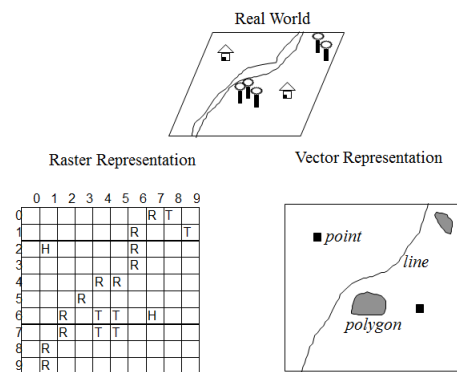 Real World
Raster Representation
Vector Representation
0 1 2 3 4 5 6 7 8 9
0 R T
1 R T
2 H R
3 R
4 R R
5 R
6 R T T H
7 R T T
8 R
9 R
point
line
polygon